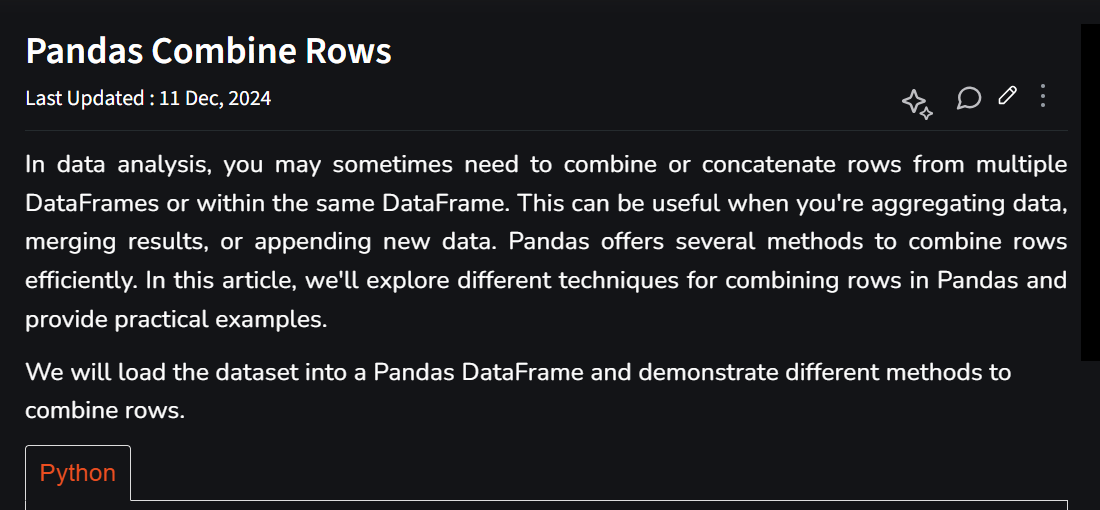 Pandas Combine Rows
Last Updated : 11 Dec, 2024
In data analysis, you may sometimes need to combine or concatenate rows from multiple
DataFrames or within the same DataFrame. This can be useful when you're aggregating data,
merging results, or appending new data. Pandas offers several methods to combine rows
efficiently. In this article, we'll explore different techniques for combining rows in Pandas and
provide practical examples.
We will load the dataset into a Pandas DataFrame and demonstrate different methods to
combine rows.
Python